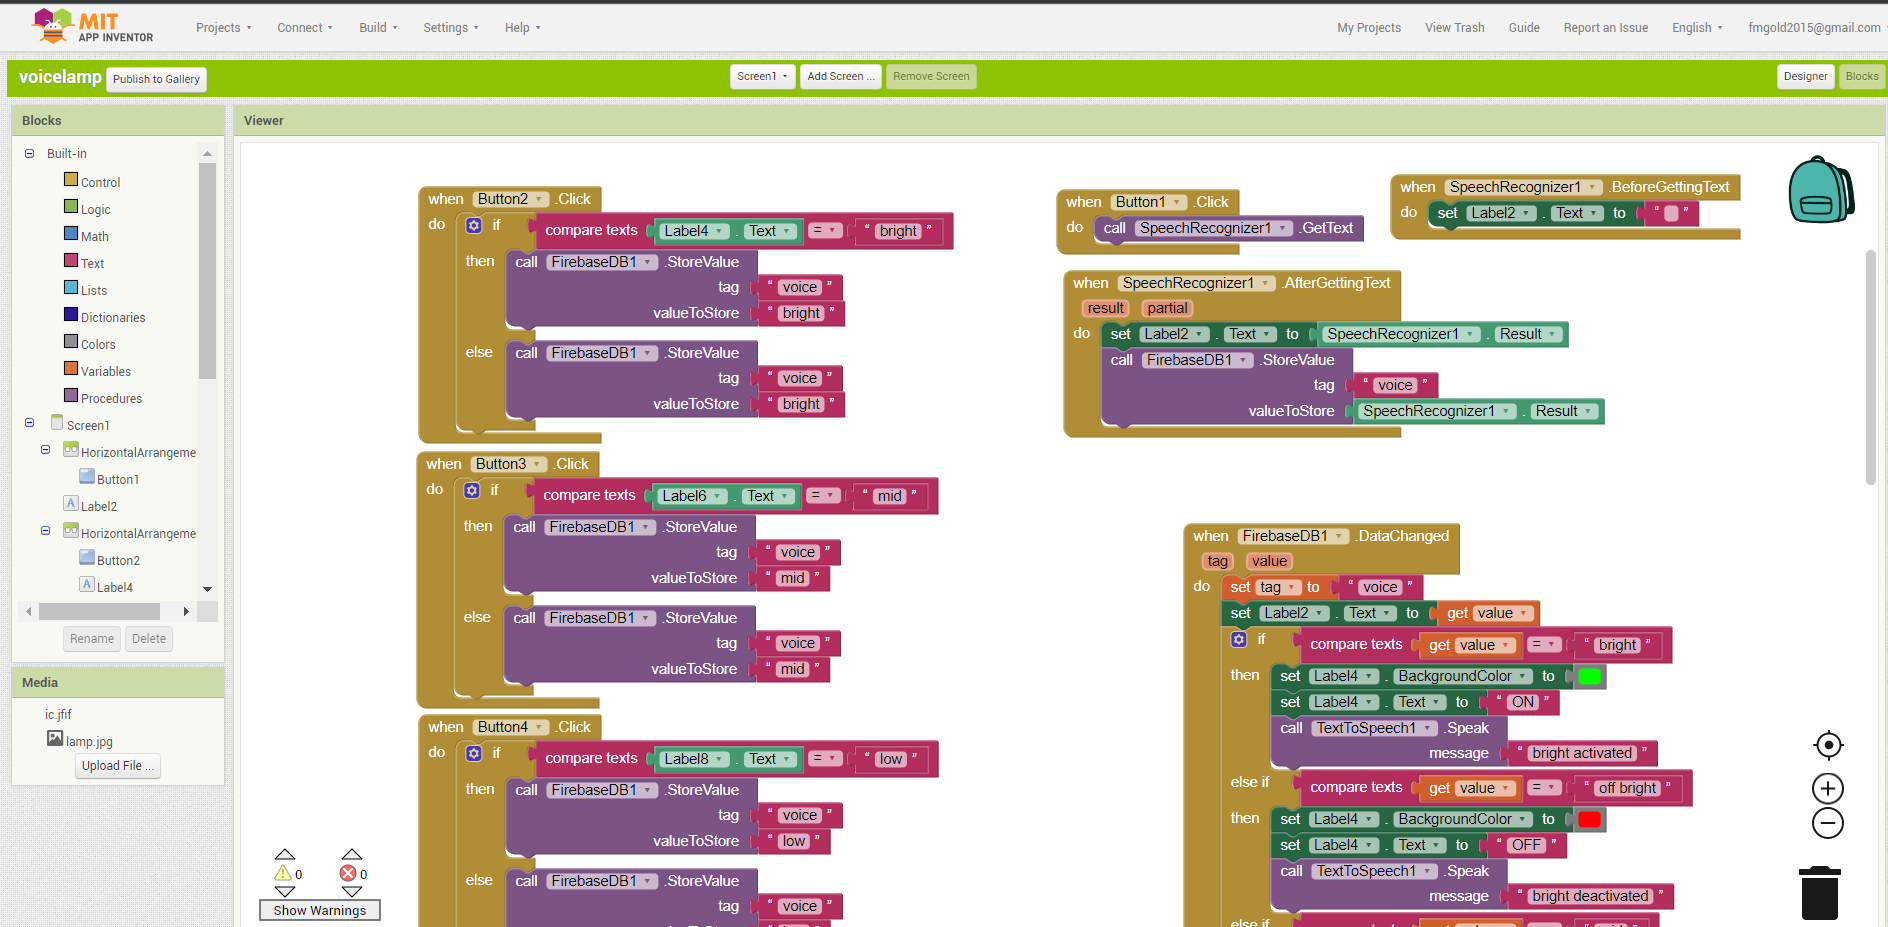 MIT
APP INVENTOR
Projects
Connect
Build
Settings
Help
My Projects
View Trash
Guide
Report an Issue
English
fmgold2015@gmail.com
voicelamp
Publish to Gallery
Screen1
Add Screen ...
Remove Screen
Designer
Blocks
Blocks
Built-in
Control
Logic
Math
Text
Lists
Dictionaries
Colors
Variables
Procedures
Screen1
HorizontalArrangeme
Button1
Label2
HorizontalArrangeme
Button2
Label4
Rename
Delete
Media
ic.jfif
lamp.jpg
Upload File ...
Viewer
when Button2 .Click
do if compare texts Label4 . Text = “ bright ”
then call FirebaseDB1 .StoreValue
tag “ voice ”
valueToStore “ bright ”
else call FirebaseDB1 .StoreValue
tag “ voice ”
valueToStore “ bright ”
when Button3 .Click
do if compare texts Label6 . Text = “ mid ”
then call FirebaseDB1 .StoreValue
tag “ voice ”
valueToStore “ mid ”
else call FirebaseDB1 .StoreValue
tag “ voice ”
valueToStore “ mid ”
when Button4 .Click
do if compare texts Label8 . Text = “ low ”
then call FirebaseDB1 .StoreValue
tag “ voice ”
valueToStore “ low ”
else call FirebaseDB1 .StoreValue
tag “ voice ”
when Button1 .Click
do call SpeechRecognizer1 .GetText
when SpeechRecognizer1 .BeforeGettingText
do set Label2 . Text to “ ”
when SpeechRecognizer1 .AfterGettingText
result partial
do set Label2 . Text to SpeechRecognizer1 . Result
call FirebaseDB1 .StoreValue
tag “ voice ”
valueToStore SpeechRecognizer1 . Result
when FirebaseDB1 .DataChanged
tag value
do set tag to “ voice ”
set Label2 . Text to get value
if compare texts get value = “ bright ”
then set Label4 . BackgroundColor to
set Label4 . Text to “ ON ”
call TextToSpeech1 .Speak
message “ bright activated ”
else if compare texts get value = “ off bright ”
then set Label4 . BackgroundColor to
set Label4 . Text to “ OFF ”
call TextToSpeech1 .Speak
message “ bright deactivated ”
else if
0
0
Show Warnings